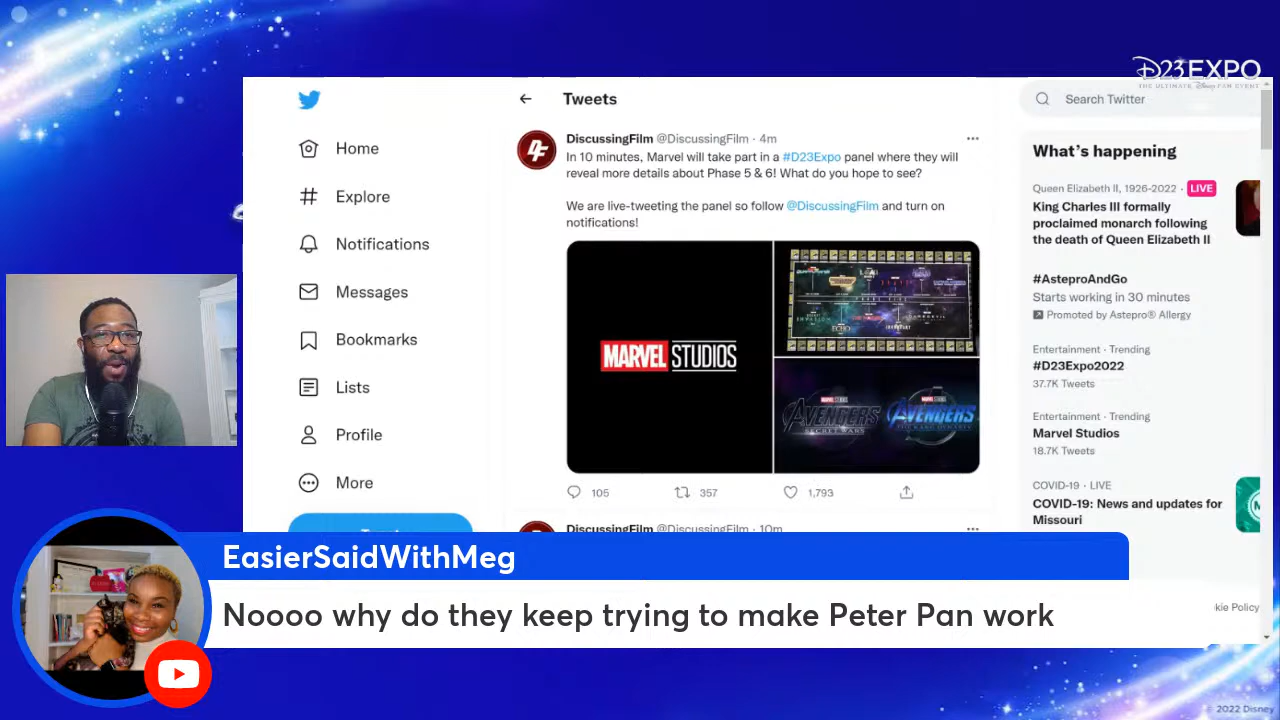 D23EXPO
THE ULTIMATE Disney FAN EVENT
Tweets
Search Twitter
Home
Explore
Notifications
Messages
Bookmarks
Lists
Profile
More
DiscussingFilm @DiscussingFilm · 4m
In 10 minutes, Marvel will take part in a #D23Expo panel where they will
reveal more details about Phase 5 & 6! What do you hope to see?
We are live-tweeting the panel so follow @DiscussingFilm and turn on
notifications!
MARVEL STUDIOS
ECHO
AVENGERS
SECRET WARS
AVENGERS
THE KANG DYNASTY
105
357
1,793
DiscussingFilm @DiscussingFilm · 10m
What's happening
Queen Elizabeth II, 1926-2022 · LIVE
King Charles III formally
proclaimed monarch following
the death of Queen Elizabeth II
#AsteproAndGo
Starts working in 30 minutes
Promoted by Astepro® Allergy
Entertainment · Trending
#D23Expo2022
37.7K Tweets
Entertainment · Trending
Marvel Studios
18.7K Tweets
COVID-19 · LIVE
COVID-19: News and updates for
Missouri
kie Policy
EasierSaidWithMeg
Noooo why do they keep trying to make Peter Pan work
© 2022 Disney